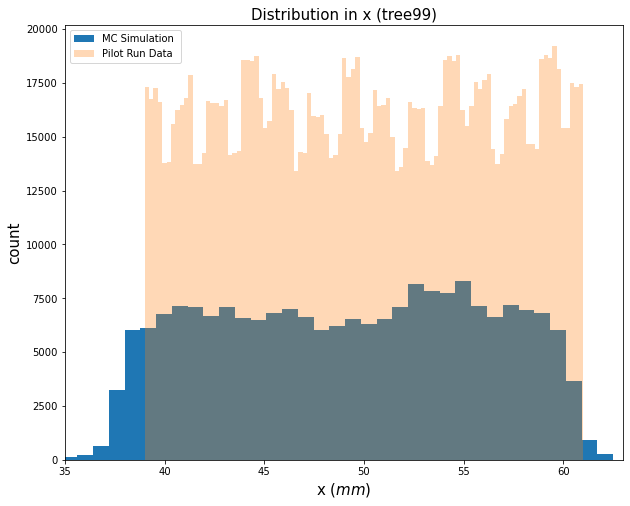 Distribution in x (tree99)
MC Simulation
Pilot Run Data
count
20000
17500
15000
12500
10000
7500
5000
2500
0
35 40 45 50 55 60
x (mm)